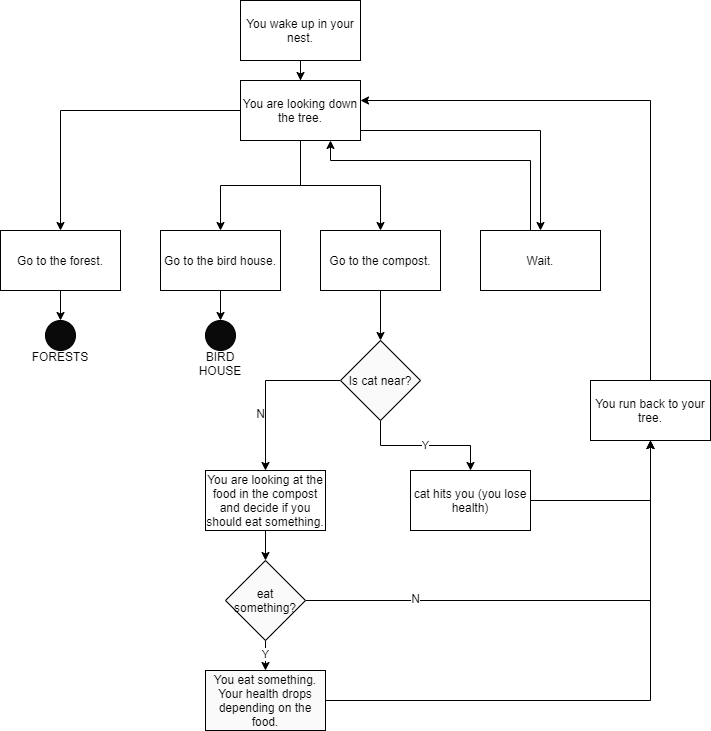 You wake up in your
nest.
You are looking down
the tree.
Go to the forest.
Go to the bird house.
Go to the compost.
Wait.
FORESTS
BIRD
HOUSE
Is cat near?
You run back to your
tree.
N
Y
You are looking at the
food in the compost
and decide if you
should eat something.
cat hits you (you lose
health)
eat
something?
N
Y
You eat something.
Your health drops
depending on the
food.